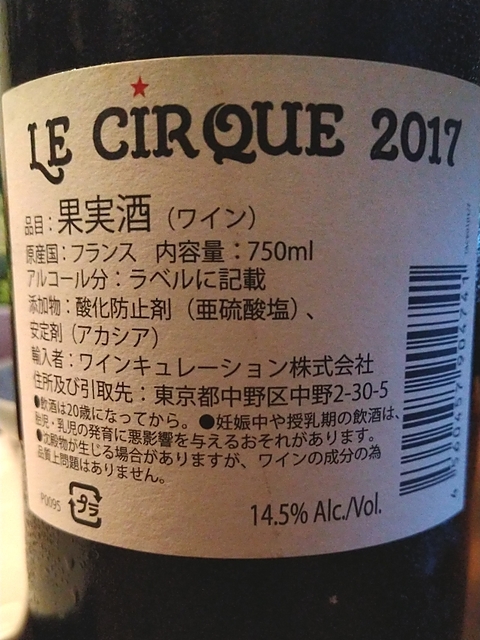 LE CIRQUE 2017
品目：果実酒（ワイン）
原産国：フランス　内容量：750ml
アルコール分：ラベルに記載
添加物：酸化防止剤（亜硫酸塩）、
安定剤（アカシア）
輸入者：ワインキュレーション株式会社
住所及び引取先：東京都中野区中野2-30-5
●飲酒は20歳になってから。●妊娠中や授乳期の飲酒は、
胎児・乳児の発育に悪影響を与えるおそれがあります。
●沈殿物が生じる場合がありますが、ワインの成分の為
品質上問題はありません。
P0095
プラ
14.5% Alc./Vol.